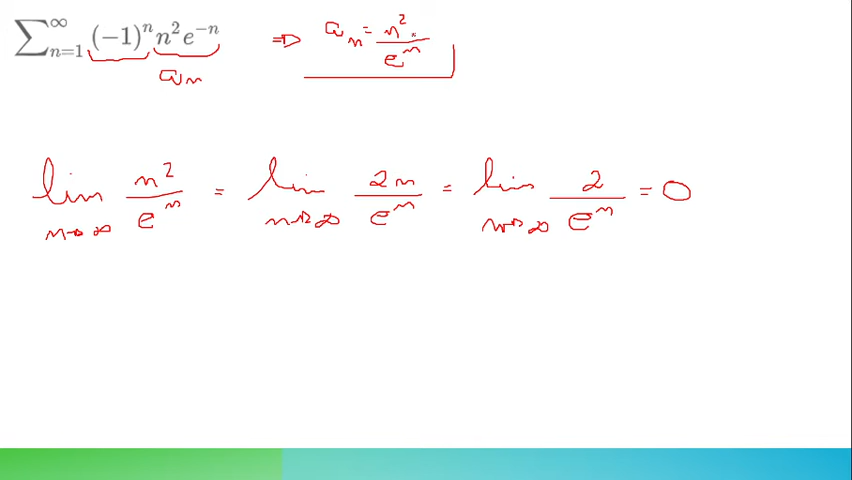 ∑_{n=1}^{∞} (-1)^n n^2 e^{-n} ⇒ a_n = n^2 / e^n
a_n
lim_{n→∞} n^2 / e^n = lim_{n→∞} 2n / e^n = lim_{n→∞} 2 / e^n = 0